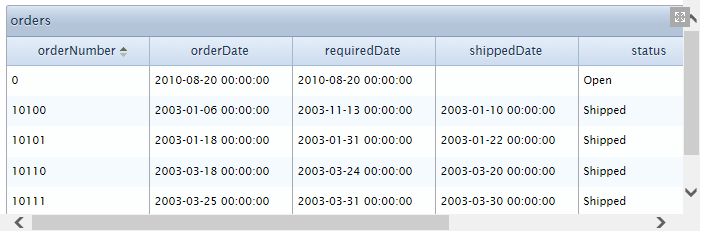 orders
orderNumber orderDate requiredDate shippedDate status
0 2010-08-20 00:00:00 2010-08-20 00:00:00 Open
10100 2003-01-06 00:00:00 2003-11-13 00:00:00 2003-01-10 00:00:00 Shipped
10101 2003-01-18 00:00:00 2003-01-31 00:00:00 2003-01-22 00:00:00 Shipped
10110 2003-03-18 00:00:00 2003-03-24 00:00:00 2003-03-20 00:00:00 Shipped
10111 2003-03-25 00:00:00 2003-03-31 00:00:00 2003-03-30 00:00:00 Shipped